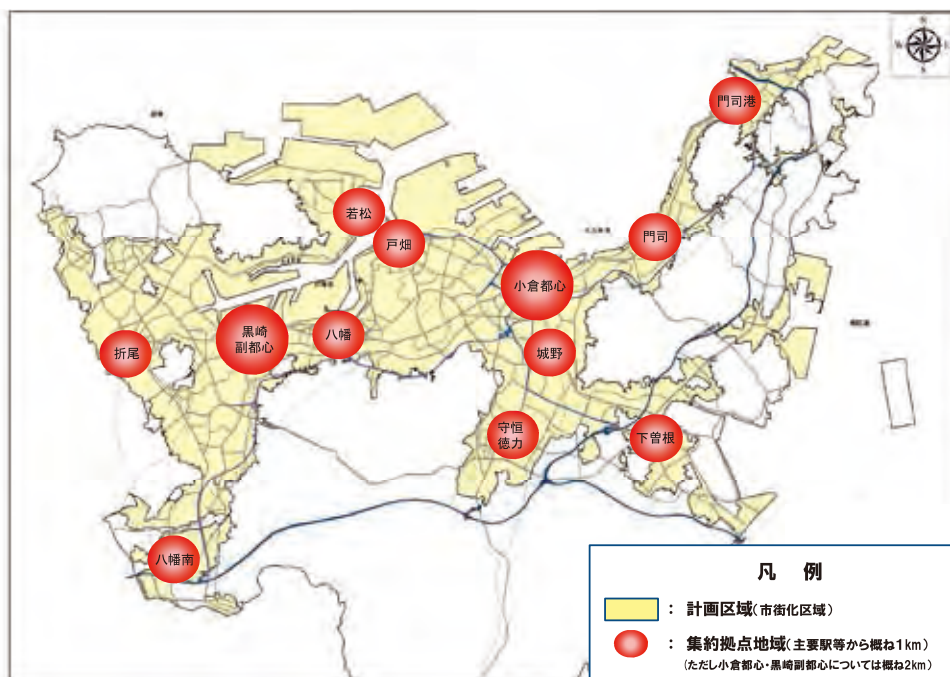 N
W
E
S
門司港
若松
戸畑
門司
小倉都心
黒崎
副都心
八幡
折尾
城野
守恒
徳力
下曽根
八幡南
凡 例
: 計画区域(市街化区域)
: 集約拠点地域(主要駅等から概ね1km)
(ただし小倉都心・黒崎副都心については概ね2km)